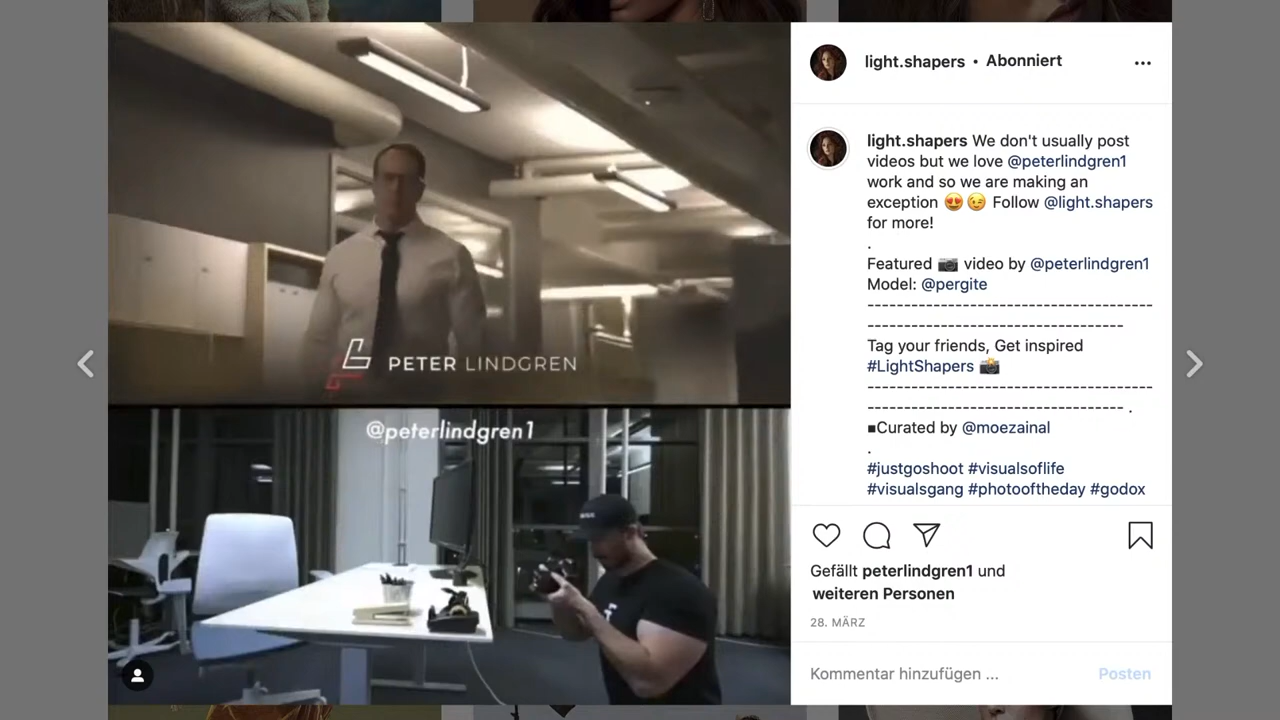 PETER LINDGREN
@peterlindgren1
light.shapers • Abonniert
light.shapers We don't usually post
videos but we love @peterlindgren1
work and so we are making an
exception 😍😉 Follow @light.shapers
for more!
.
Featured 📷 video by @peterlindgren1
Model: @pergite
---------------------------------------
-----------------------------------
Tag your friends, Get inspired
#LightShapers 📸
---------------------------------------
----------------------------------- .
■Curated by @moezainal
.
#justgoshoot #visualsoflife
#visualsgang #photooftheday #godox
Gefällt peterlindgren1 und
weiteren Personen
28. MÄRZ
Kommentar hinzufügen ...
Posten